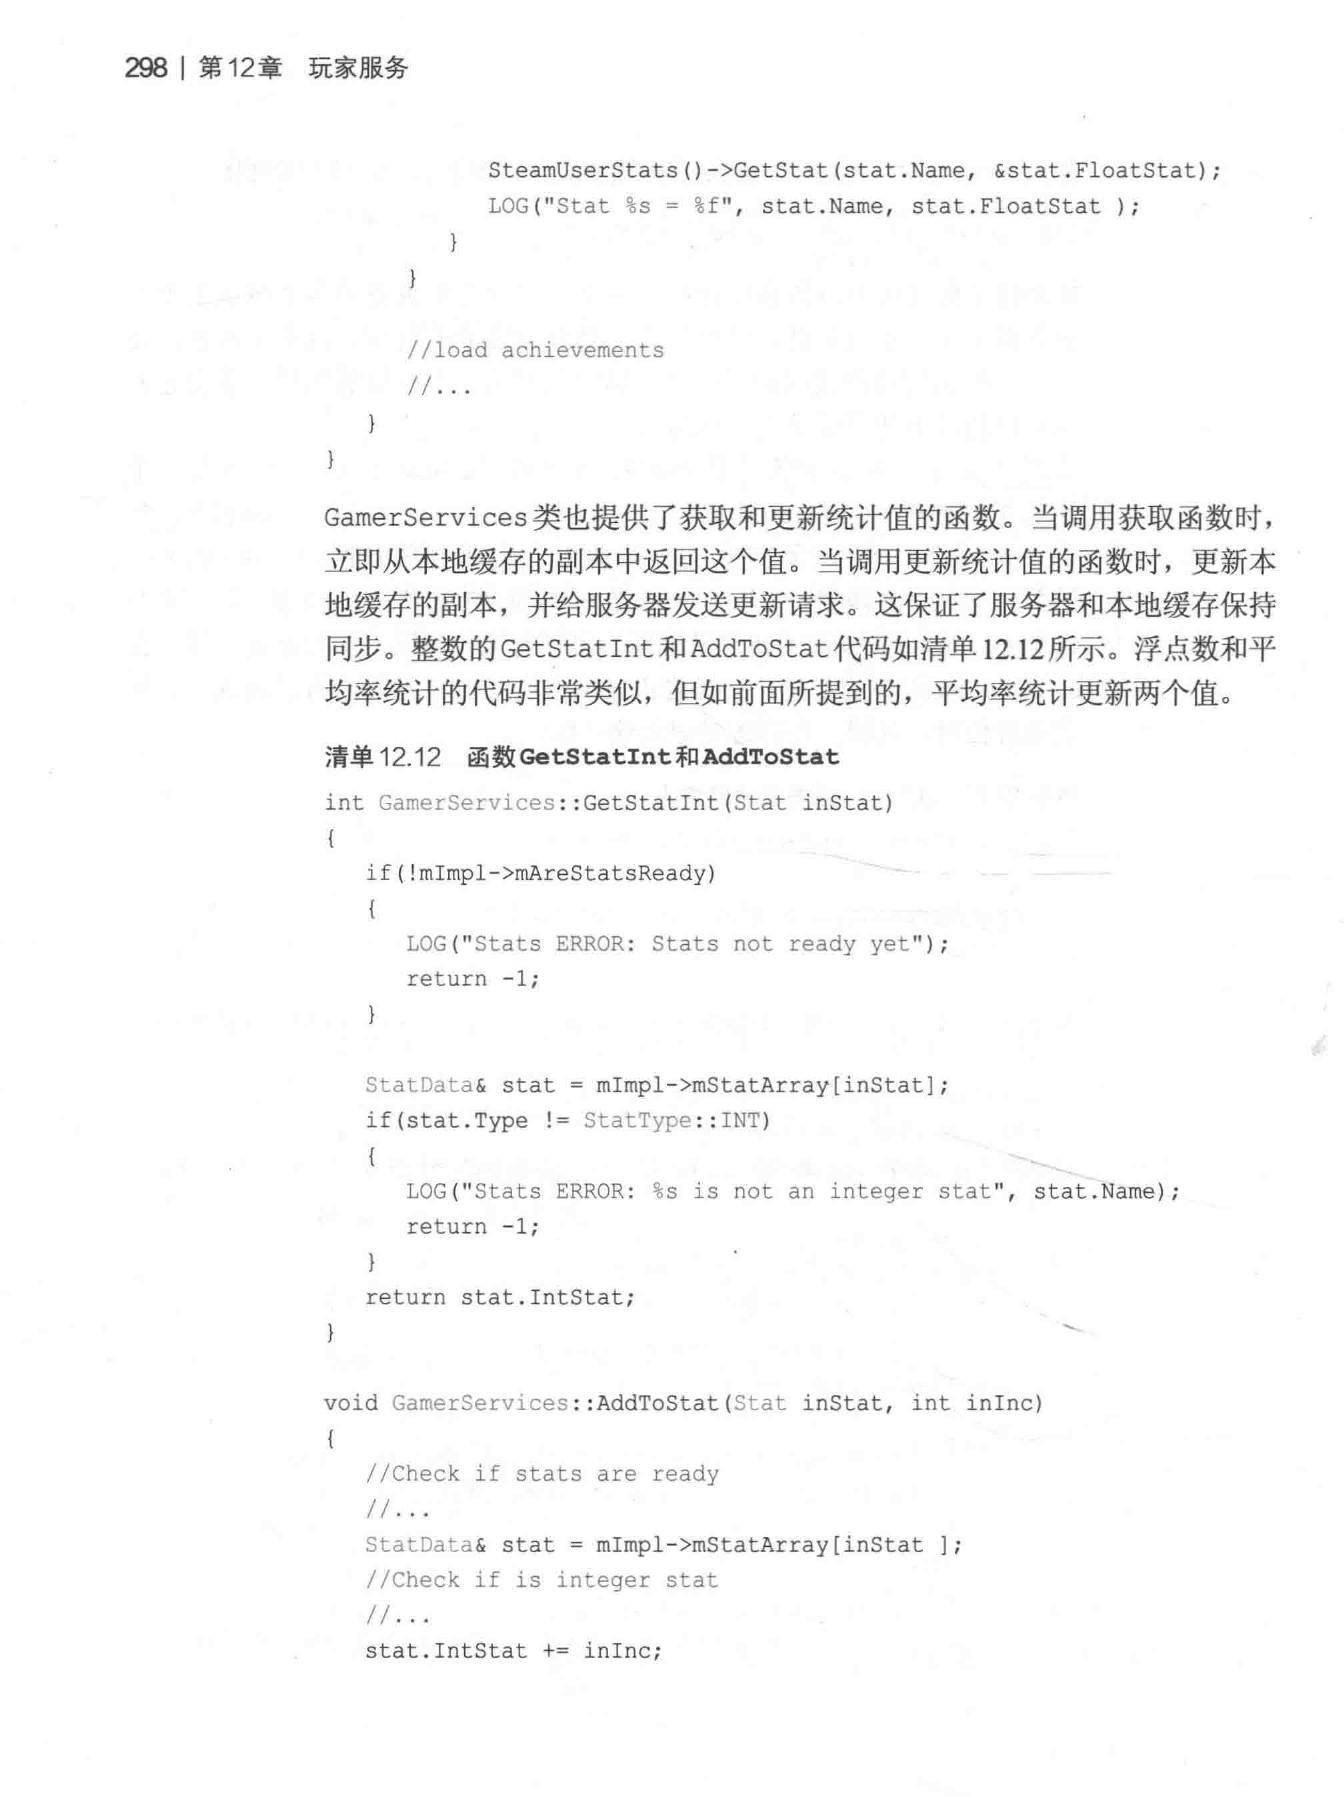 298 | 第12章 玩家服务
SteamUserStats()->GetStat(stat.Name, &stat.FloatStat);
LOG("Stat %s = %f", stat.Name, stat.FloatStat );
}
}
//load achievements
//...
}
}
GamerServices类也提供了获取和更新统计值的函数。当调用获取函数时，
立即从本地缓存的副本中返回这个值。当调用更新统计值的函数时，更新本
地缓存的副本，并给服务器发送更新请求。这保证了服务器和本地缓存保持
同步。整数的GetStatInt和AddToStat代码如清单12.12所示。浮点数和平
均率统计的代码非常类似，但如前面所提到的，平均率统计更新两个值。
清单12.12 函数GetStatInt和AddToStat
int GamerServices::GetStatInt(Stat inStat)
{
if(!mImpl->mAreStatsReady)
{
LOG("Stats ERROR: Stats not ready yet");
return -1;
}
StatData& stat = mImpl->mStatArray[inStat];
if(stat.Type != StatType::INT)
{
LOG("Stats ERROR: %s is not an integer stat", stat.Name);
return -1;
}
return stat.IntStat;
}
void GamerServices::AddToStat(Stat inStat, int inInc)
{
//Check if stats are ready
//...
StatData& stat = mImpl->mStatArray[inStat ];
//Check if is integer stat
//...
stat.IntStat += inInc;